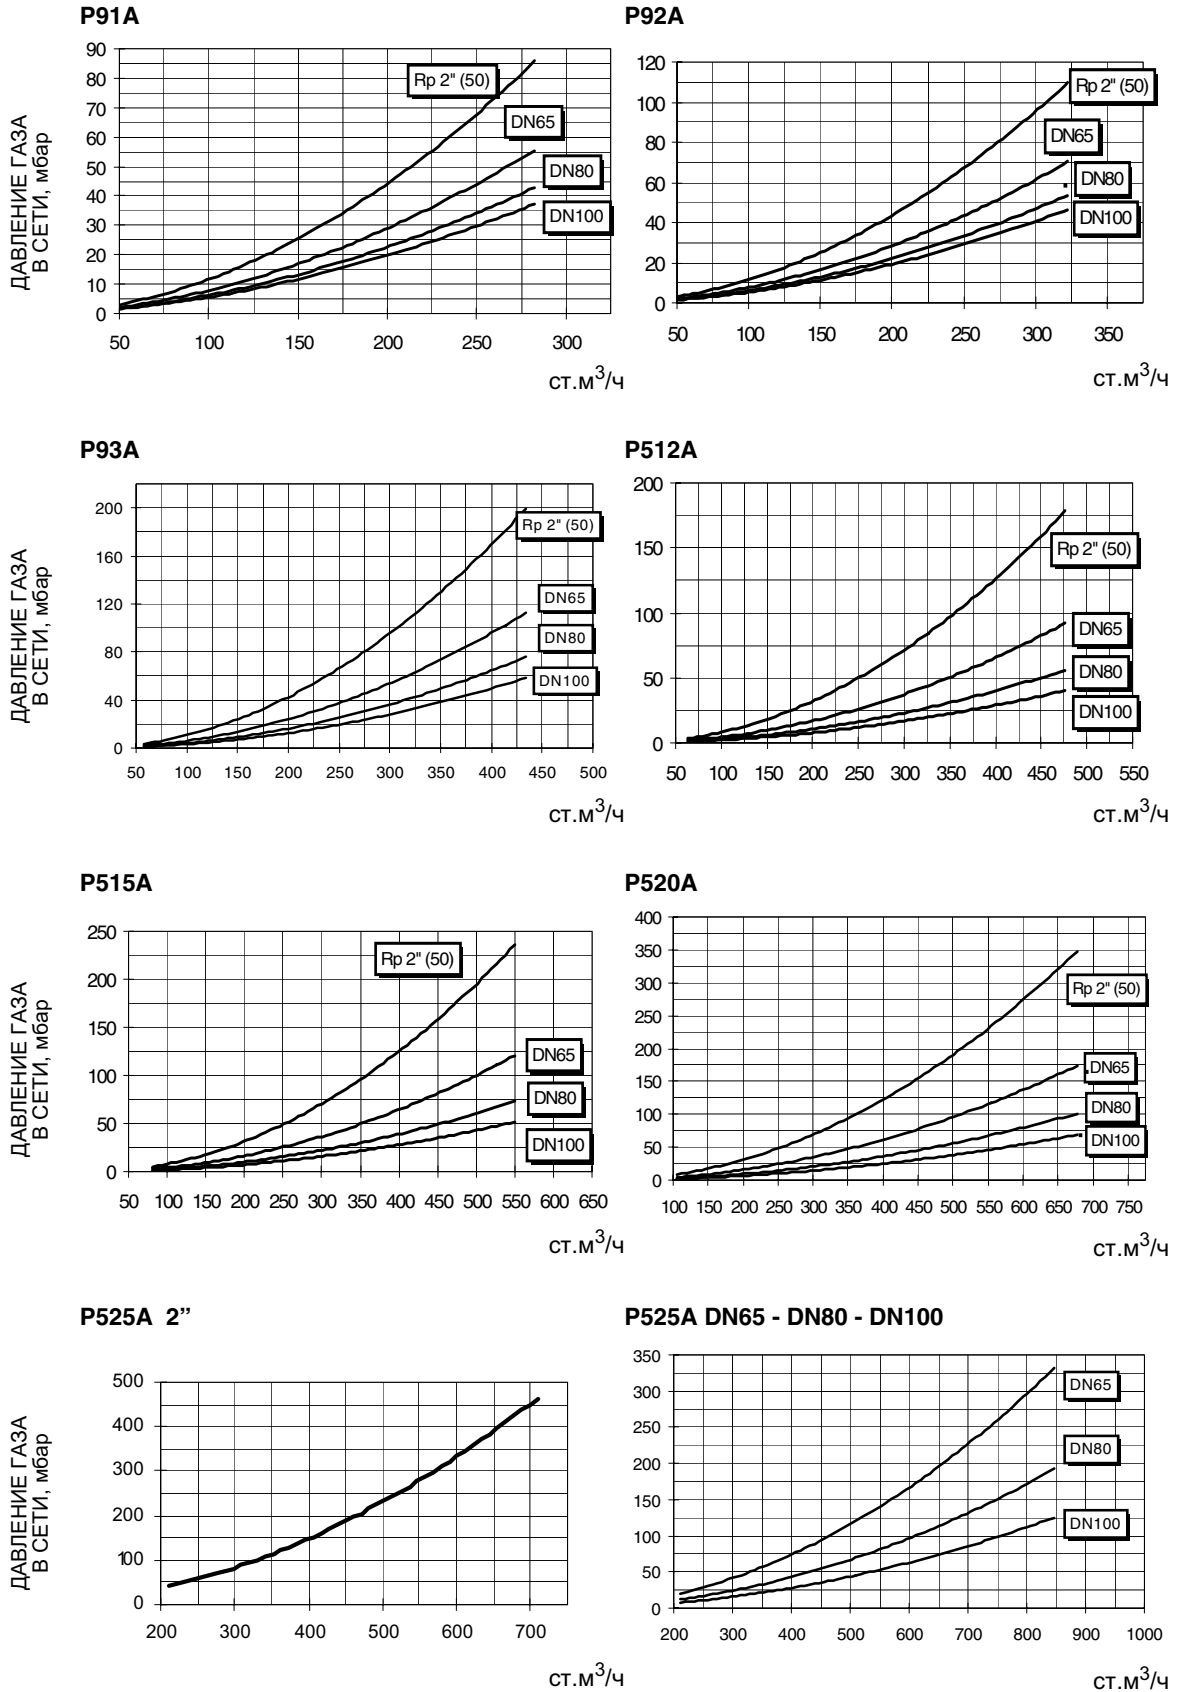 P91A
90
80
70
60
50
40
30
20
10
0
50 100 150 200 250 300
Rp 2" (50)
DN65
DN80
DN100
ДАВЛЕНИЕ ГАЗА
В СЕТИ, мбар
ст.м³/ч
P92A
120
100
80
60
40
20
0
50 100 150 200 250 300 350
Rp 2" (50)
DN65
DN80
DN100
ст.м³/ч
P93A
200
160
120
80
40
0
50 100 150 200 250 300 350 400 450 500
Rp 2" (50)
DN65
DN80
DN100
ДАВЛЕНИЕ ГАЗА
В СЕТИ, мбар
ст.м³/ч
P512A
200
150
100
50
0
50 100 150 200 250 300 350 400 450 500 550
Rp 2" (50)
DN65
DN80
DN100
ст.м³/ч
P515A
250
200
150
100
50
0
50 100 150 200 250 300 350 400 450 500 550 600 650
Rp 2" (50)
DN65
DN80
DN100
ДАВЛЕНИЕ ГАЗА
В СЕТИ, мбар
ст.м³/ч
P520A
400
350
300
250
200
150
100
50
0
100 150 200 250 300 350 400 450 500 550 600 650 700 750
Rp 2" (50)
DN65
DN80
DN100
ст.м³/ч
P525A 2”
500
400
300
200
100
0
200 300 400 500 600 700
ДАВЛЕНИЕ ГАЗА
В СЕТИ, мбар
ст.м³/ч
P525A DN65 - DN80 - DN100
350
300
250
200
150
100
50
0
200 300 400 500 600 700 800 900 1000
DN65
DN80
DN100
ст.м³/ч